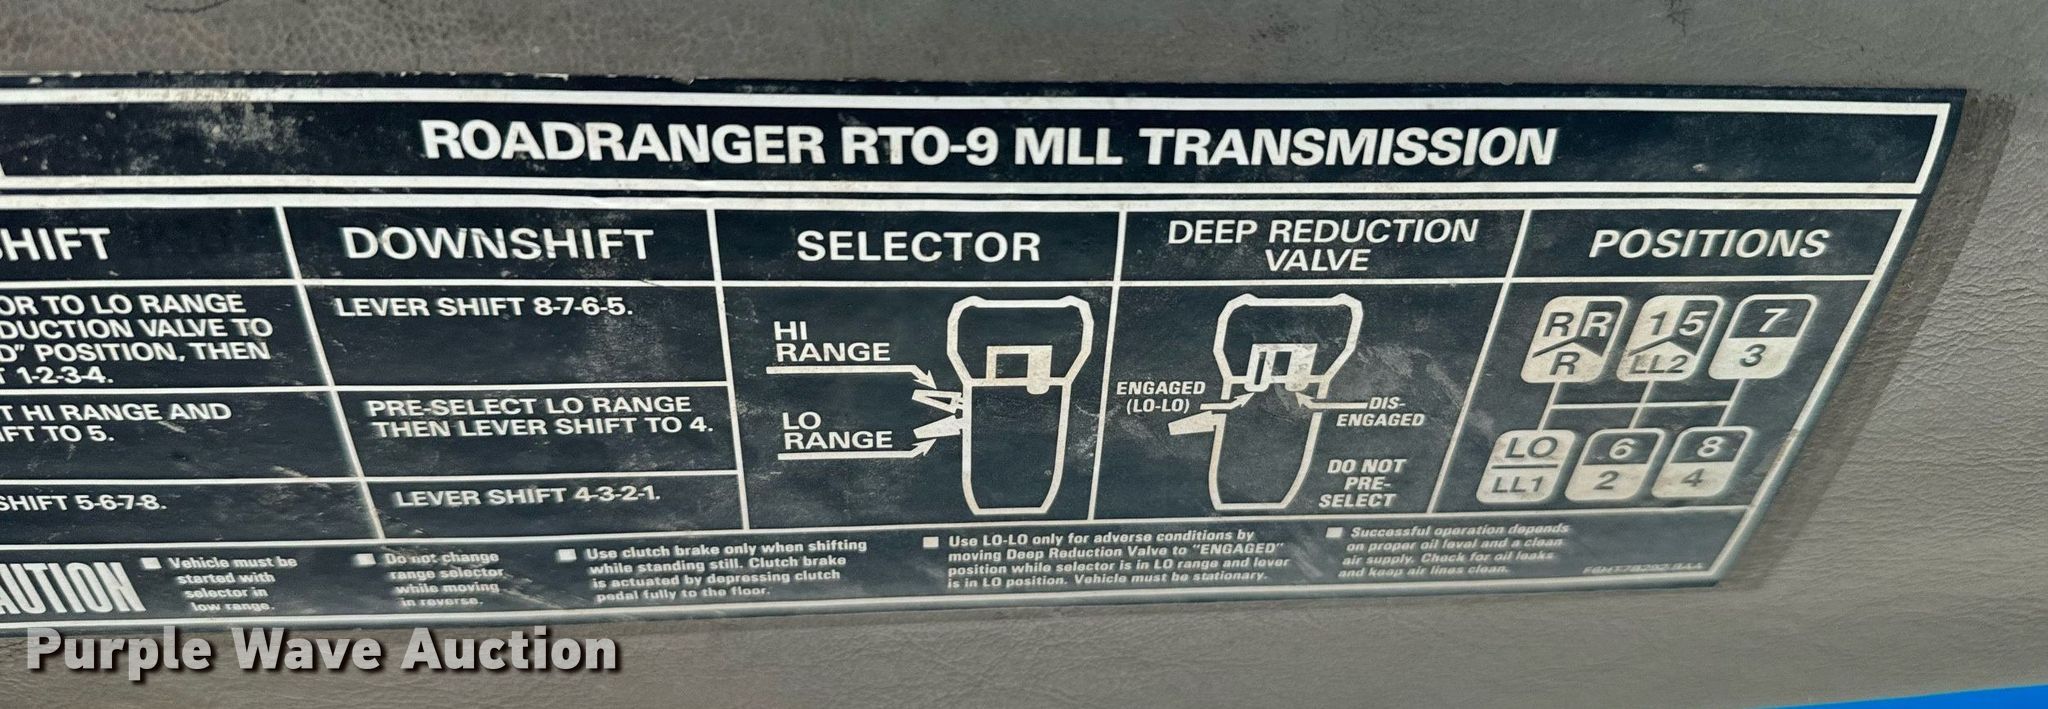 ROADRANGER RTO-9 MLL TRANSMISSION
HIFT
OR TO LO RANGE
DUCTION VALVE TO
D" POSITION, THEN
T 1-2-3-4.
T HI RANGE AND
IFT TO 5.
SHIFT 5-6-7-8.
DOWNSHIFT
LEVER SHIFT 8-7-6-5.
PRE-SELECT LO RANGE
THEN LEVER SHIFT TO 4.
LEVER SHIFT 4-3-2-1.
SELECTOR
HI
RANGE
LO
RANGE
DEEP REDUCTION
VALVE
ENGAGED
(LO-LO)
DIS-
ENGAGED
DO NOT
PRE-
SELECT
POSITIONS
R R 1 5 7
R LL2 3
LO 6 8
LL1 2 4
AUTION
■ Vehicle must be
started with
selector in
low range.
■ Do not change
range selector
while moving
in reverse.
■ Use clutch brake only when shifting
while standing still. Clutch brake
is actuated by depressing clutch
pedal fully to the floor.
■ Use LO-LO only for adverse conditions by
moving Deep Reduction Valve to "ENGAGED"
position while selector is in LO range and lever
is in LO position. Vehicle must be stationary.
■ Successful operation depends
on proper oil level and a clean
air supply. Check for oil leaks
and keep air lines clean.
Purple Wave Auction